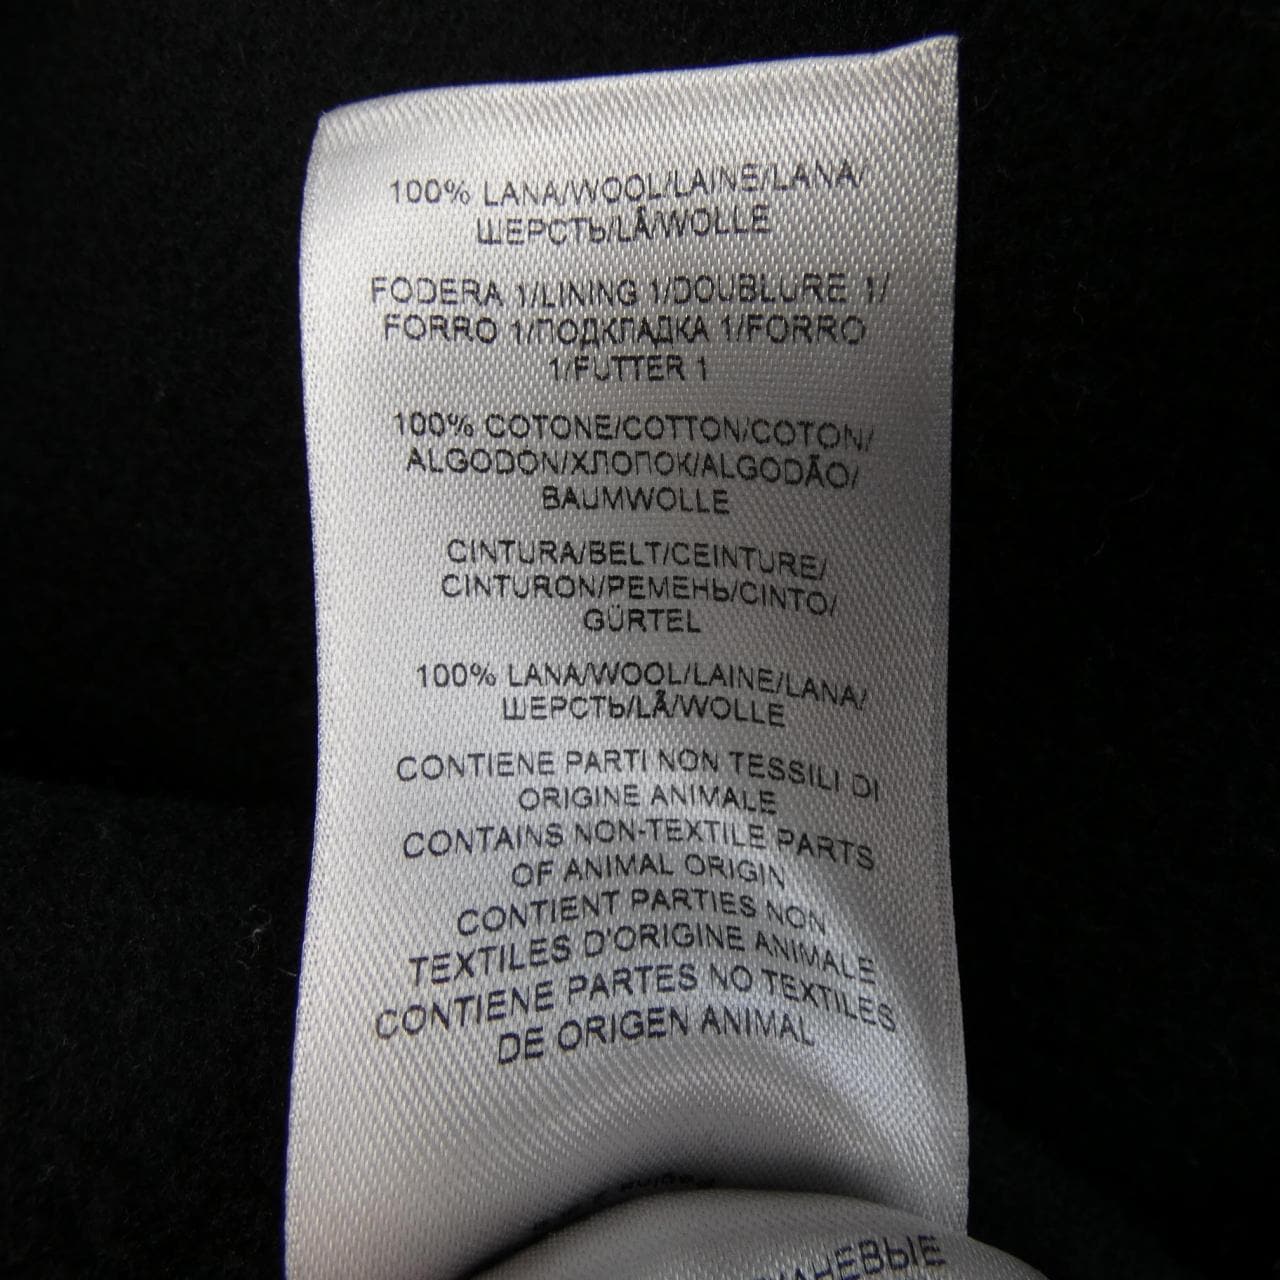 100% LANA/WOOL/LAINE/LANA/
ШЕРСТЬ/LÃ/WOLLE
FODERA 1/LINING 1/DOUBLURE 1/
FORRO 1/ПОДКЛАДКА 1/FORRO
1/FUTTER 1
100% COTONE/COTTON/COTON/
ALGODÓN/ХЛОПОК/ALGODÃO/
BAUMWOLLE
CINTURA/BELT/CEINTURE/
CINTURON/РЕМЕНЬ/CINTO/
GÜRTEL
100% LANA/WOOL/LAINE/LANA/
ШЕРСТЬ/LÃ/WOLLE
CONTIENE PARTI NON TESSILI DI
ORIGINE ANIMALE
CONTAINS NON-TEXTILE PARTS
OF ANIMAL ORIGIN
CONTIENT PARTIES NON
TEXTILES D'ORIGINE ANIMALE
CONTIENE PARTES NO TEXTILES
DE ORIGEN ANIMAL